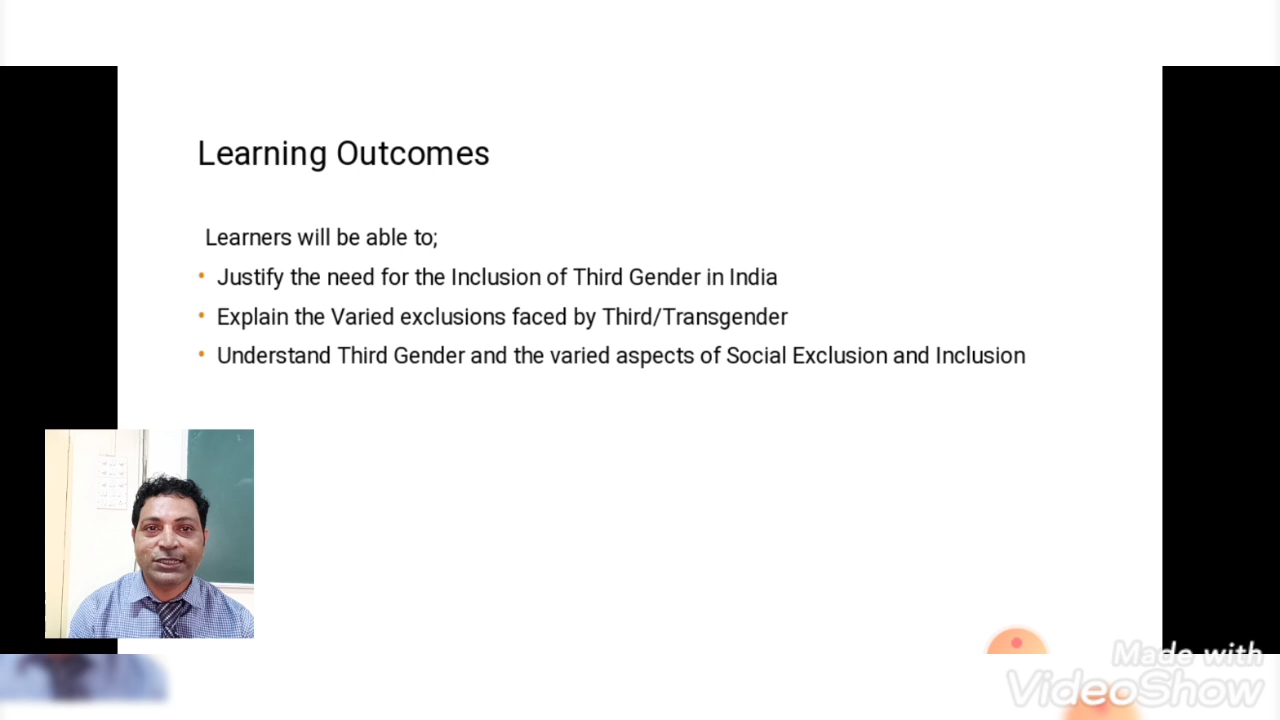 Learning Outcomes
Learners will be able to;
• Justify the need for the Inclusion of Third Gender in India
• Explain the Varied exclusions faced by Third/Transgender
• Understand Third Gender and the varied aspects of Social Exclusion and Inclusion
Made with
VideoShow